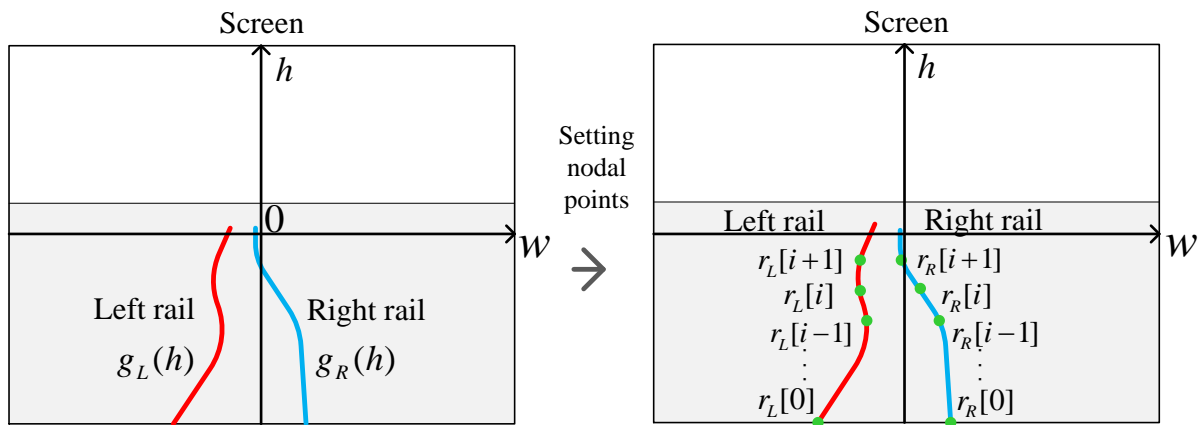 Screen
h
0
w
Left rail
Right rail
g_L(h)
g_R(h)
Setting
nodal
points
Screen
h
Left rail
Right rail
w
r_L[i+1]
r_R[i+1]
r_L[i]
r_R[i]
r_L[i−1]
r_R[i−1]
⋮
⋮
r_L[0]
r_R[0]